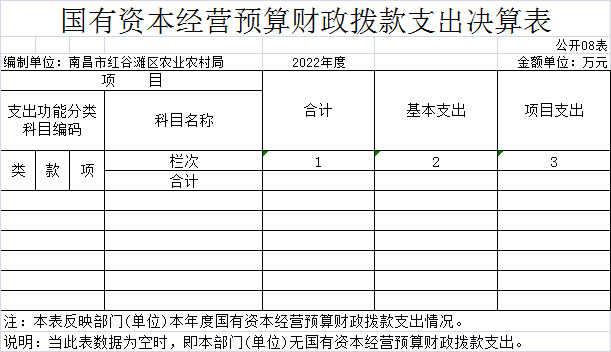 国有资本经营预算财政拨款支出决算表
公开08表
编制单位：南昌市红谷滩区农业农村局 2022年度 金额单位：万元
项 目
支出功能分类科目编码 科目名称 合计 基本支出 项目支出
类 款 项 栏次 1 2 3
合计
注：本表反映部门(单位)本年度国有资本经营预算财政拨款支出情况。
说明：当此表数据为空时，即本部门(单位)无国有资本经营预算财政拨款支出。